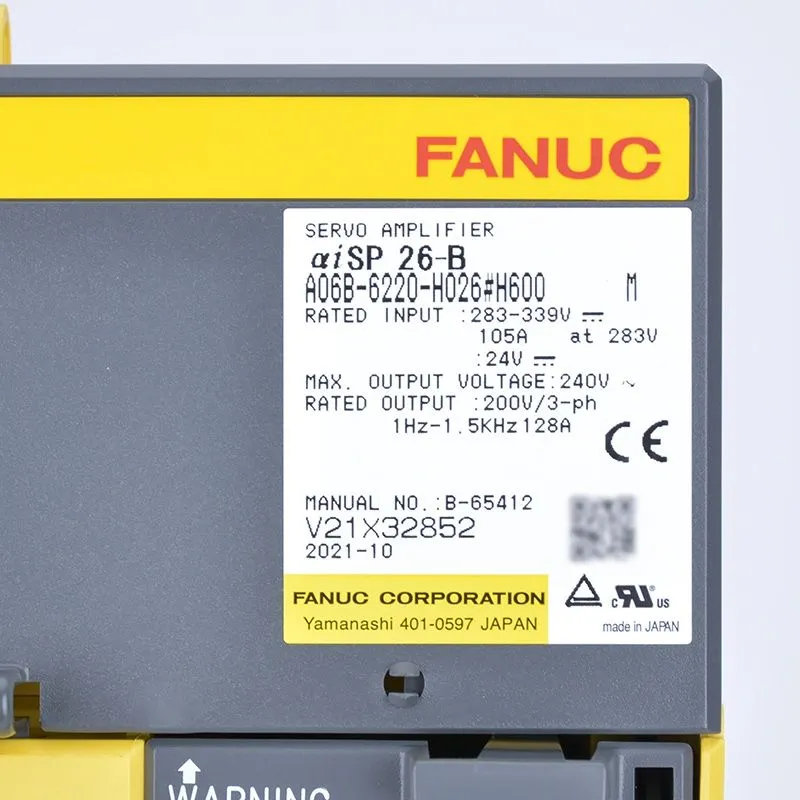 FANUC
SERVO AMPLIFIER
αiSP 26-B
A06B-6220-H026#H600 M
RATED INPUT :283-339V ⎓
105A at 283V
:24V ⎓
MAX. OUTPUT VOLTAGE:240V ~
RATED OUTPUT :200V/3-ph
1Hz-1.5KHz 128A
CE
MANUAL NO.:B-65412
V21X32852
2021-10
FANUC CORPORATION
Yamanashi 401-0597 JAPAN
c RU® US
made in JAPAN
WARNING